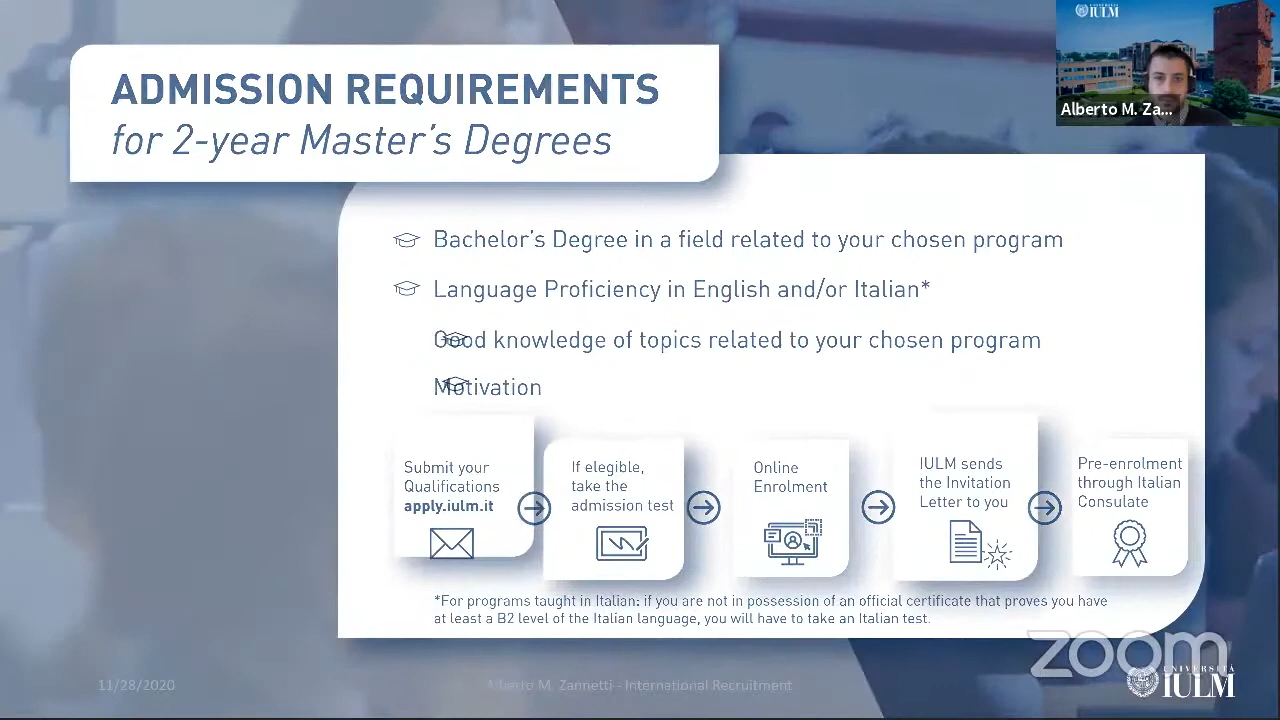 UNIVERSITÀ
IULM
ADMISSION REQUIREMENTS
for 2-year Master's Degrees
Alberto M. Za...
Bachelor's Degree in a field related to your chosen program
Language Proficiency in English and/or Italian*
Good knowledge of topics related to your chosen program
Motivation
Submit your
Qualifications
apply.iulm.it
If elegible,
take the
admission test
Online
Enrolment
IULM sends
the Invitation
Letter to you
Pre-enrolment
through Italian
Consulate
*For programs taught in Italian: if you are not in possession of an official certificate that proves you have
at least a B2 level of the Italian language, you will have to take an Italian test.
zoom
UNIVERSITÀ
IULM
11/28/2020
Alberto M. Zannetti - International Recruitment